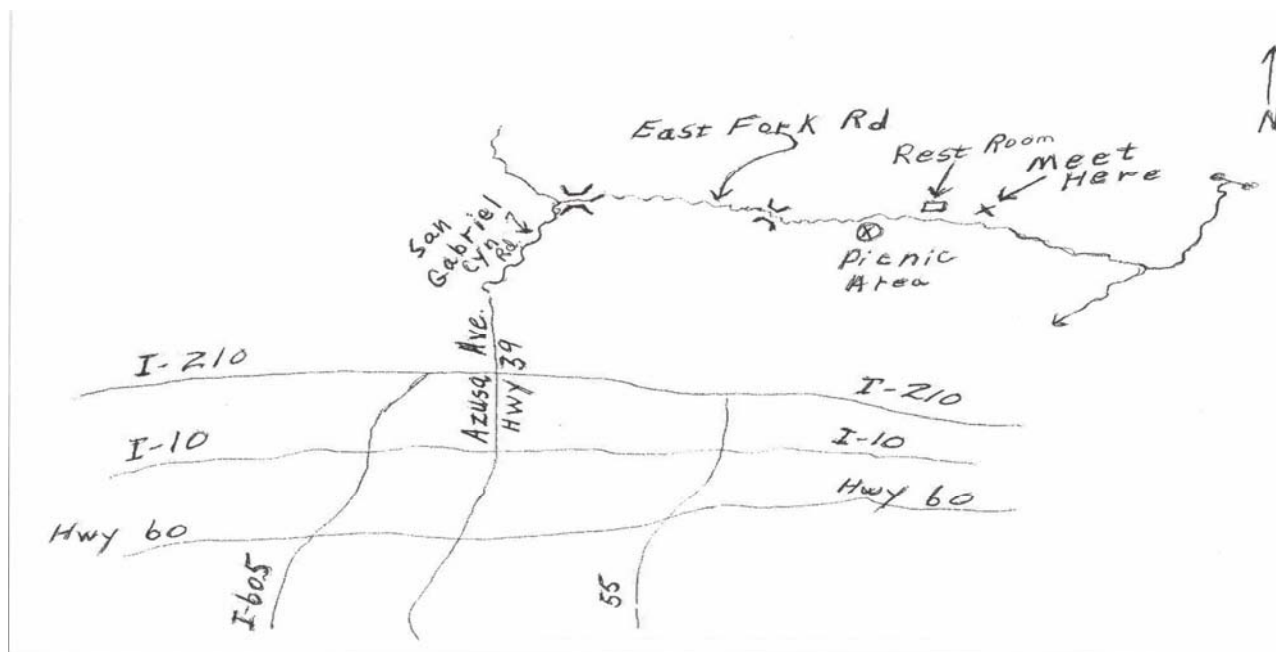 N
East Fork Rd
Rest Room
Meet
Here
San
Gabriel
Cyn
Rd.
Picnic
Area
Azusa Ave.
Hwy 39
I-210
I-210
I-10
I-10
Hwy 60
Hwy 60
I-605
55